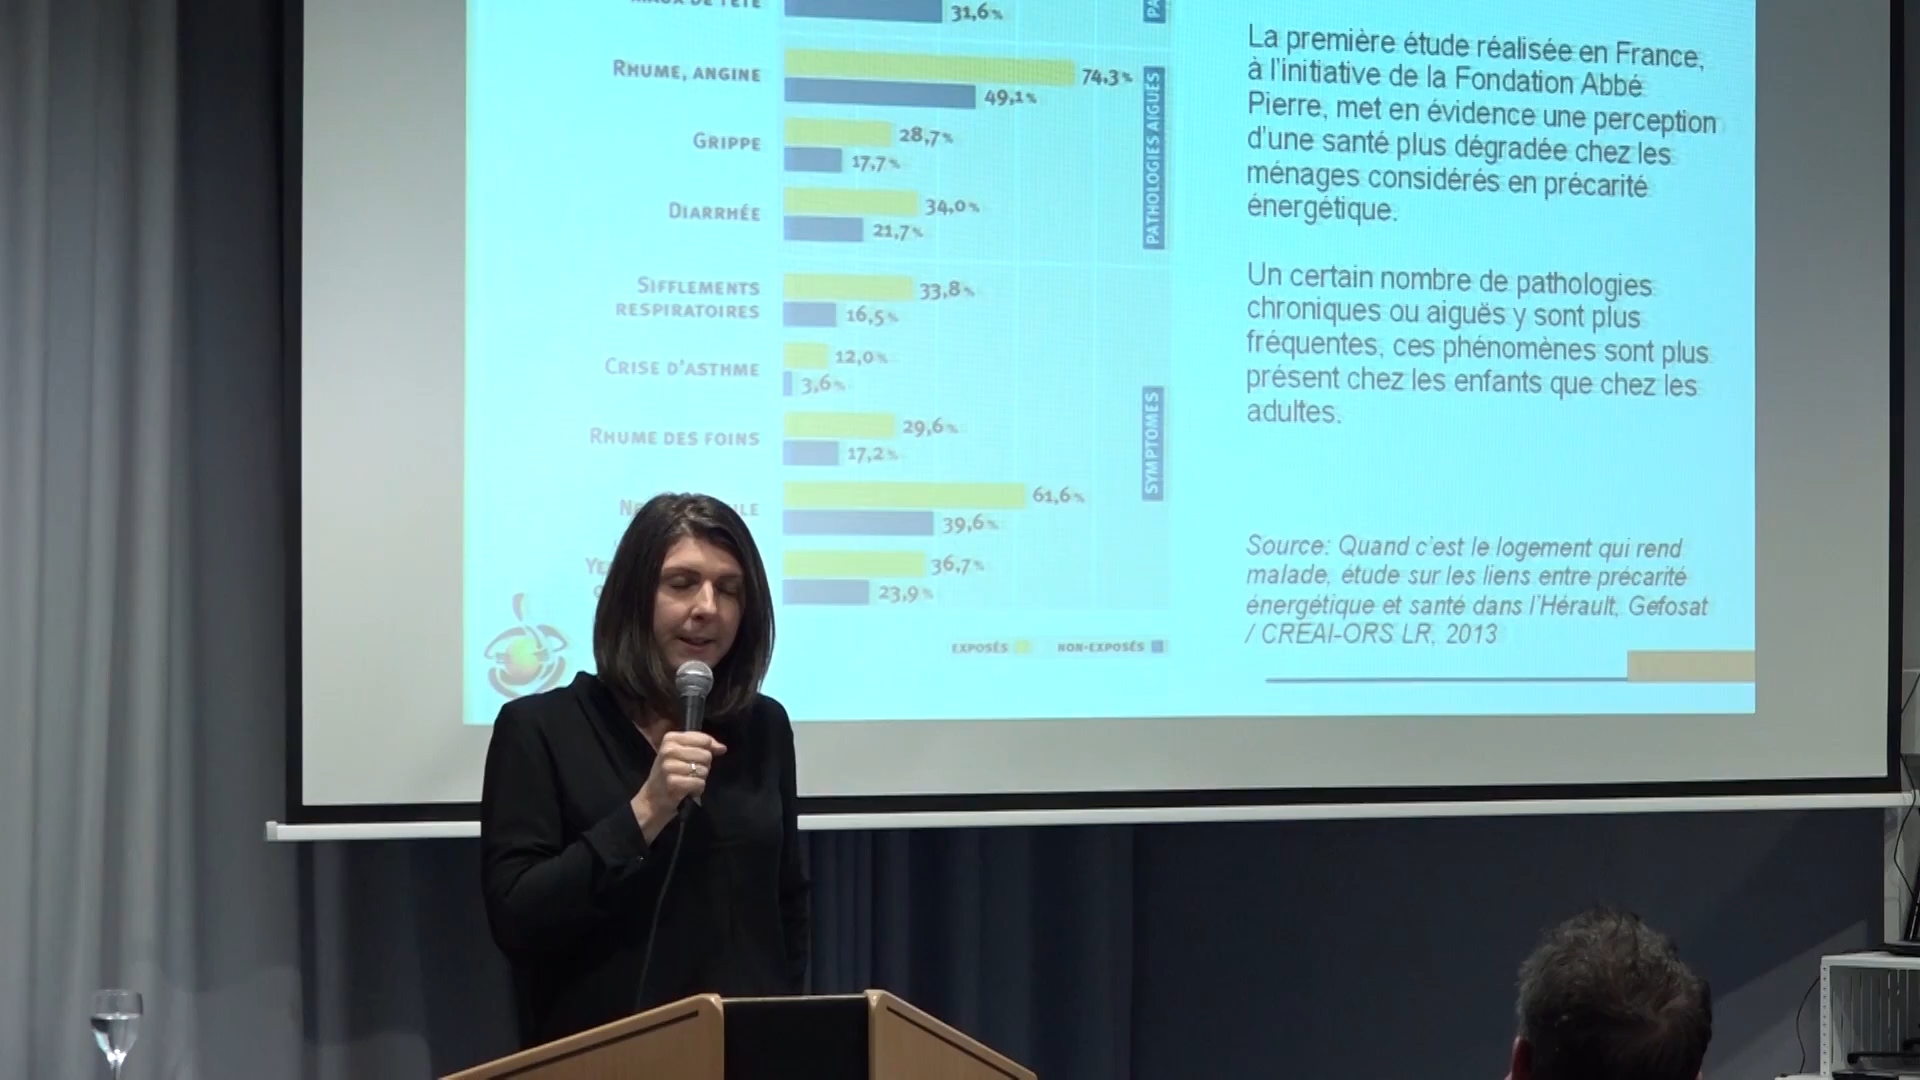 MAUX DE TÊTE
31,6%
RHUME, ANGINE
74,3%
49,1%
GRIPPE
28,7%
17,7%
DIARRHÉE
34,0%
21,7%
PATHOLOGIES AIGUËS
SIFFLEMENTS
RESPIRATOIRES
33,8%
16,5%
CRISE D'ASTHME
12,0%
3,6%
RHUME DES FOINS
29,6%
17,2%
61,6%
39,6%
36,7%
23,9%
SYMPTOMES
EXPOSÉS
NON-EXPOSÉS
La première étude réalisée en France,
à l'initiative de la Fondation Abbé
Pierre, met en évidence une perception
d'une santé plus dégradée chez les
ménages considérés en précarité
énergétique.
Un certain nombre de pathologies
chroniques ou aiguës y sont plus
fréquentes, ces phénomènes sont plus
présent chez les enfants que chez les
adultes.
Source: Quand c'est le logement qui rend
malade, étude sur les liens entre précarité
énergétique et santé dans l'Hérault, Gefosat
/ CREAI-ORS LR, 2013